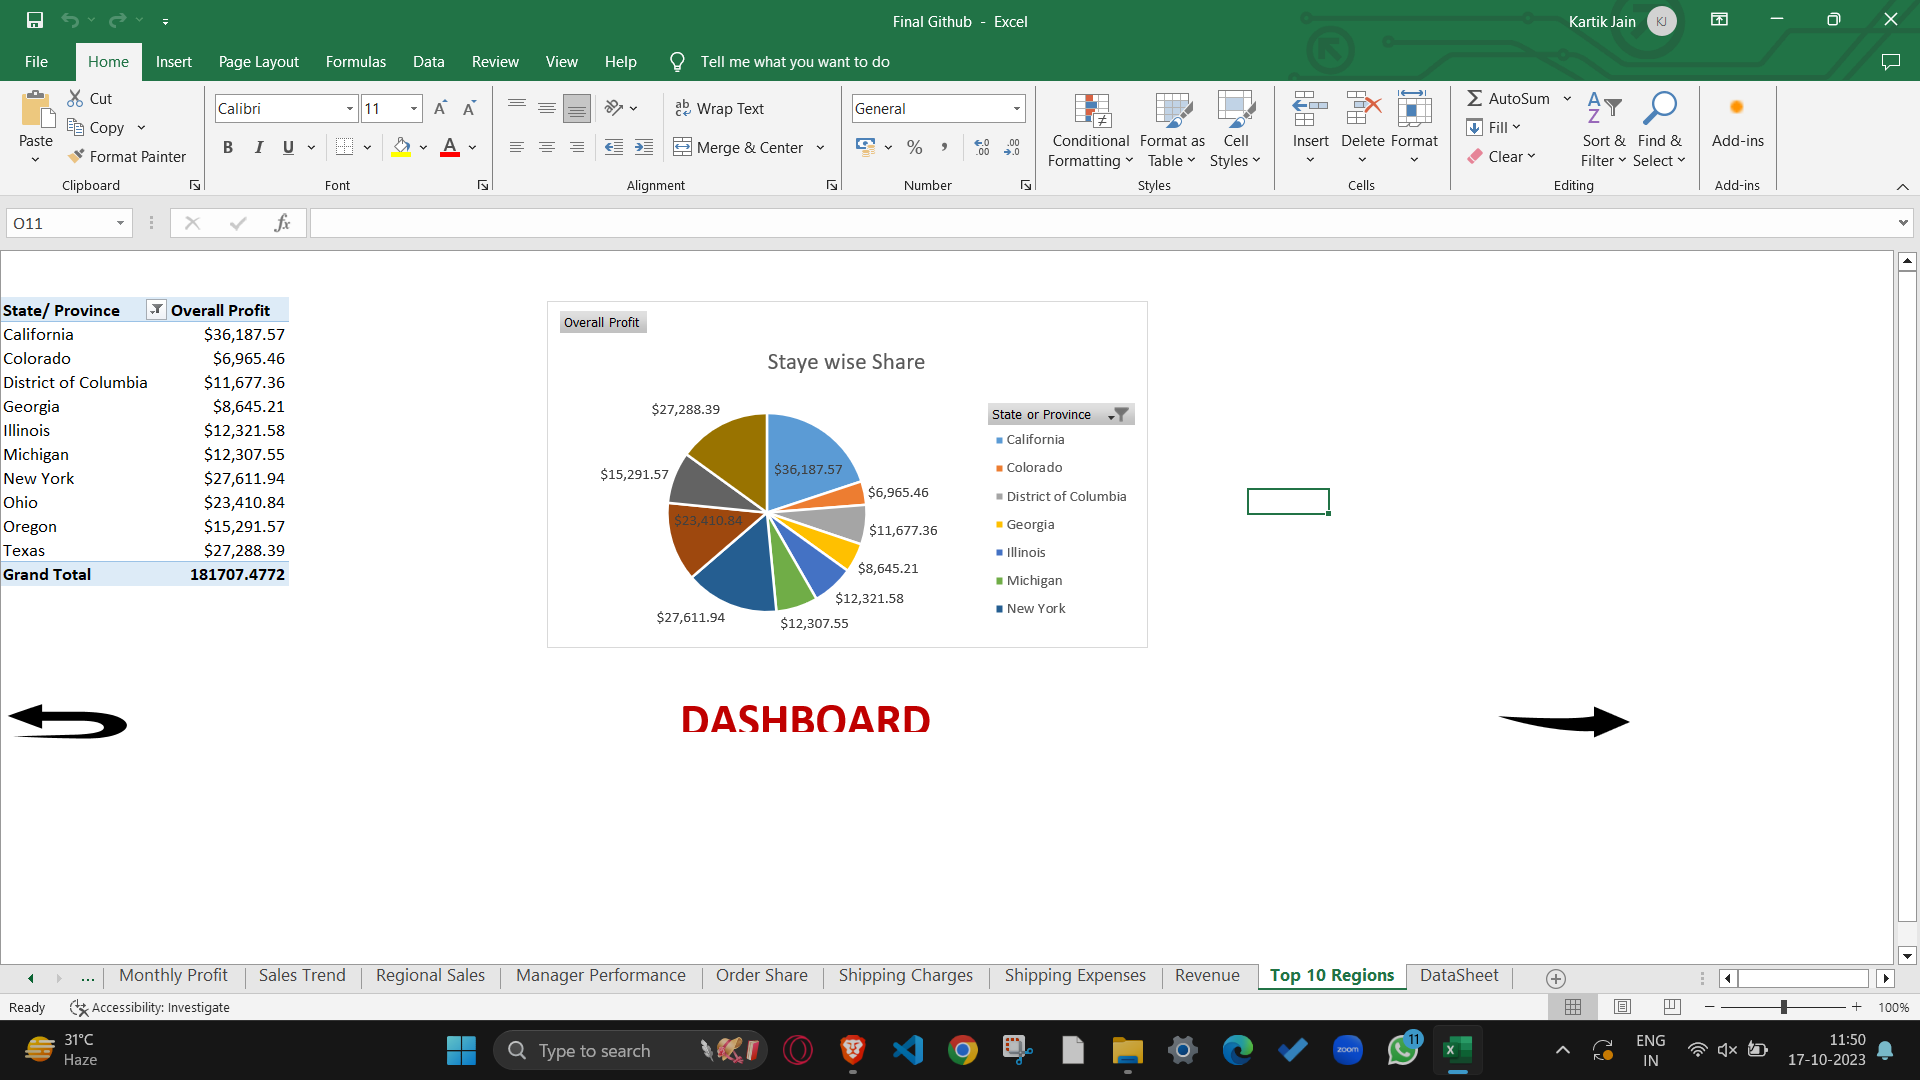 Final Github - Excel
Kartik Jain KJ
File Home Insert Page Layout Formulas Data Review View Help Tell me what you want to do
Paste
Cut
Copy
Format Painter
Clipboard
Calibri 11
A A
B I U A
Font
ab Wrap Text
Merge & Center
Alignment
General
% , .00 .00
Number
Conditional Formatting
Format as Table
Cell Styles
Styles
Insert Delete Format
Cells
AutoSum
Fill
Clear
Sort & Filter
Find & Select
Editing
Add-ins
Add-ins
O11
fx
State/ Province Overall Profit
California $36,187.57
Colorado $6,965.46
District of Columbia $11,677.36
Georgia $8,645.21
Illinois $12,321.58
Michigan $12,307.55
New York $27,611.94
Ohio $23,410.84
Oregon $15,291.57
Texas $27,288.39
Grand Total 181707.4772
Overall Profit
Staye wise Share
$27,288.39
$15,291.57
$36,187.57
$6,965.46
$23,410.84
$11,677.36
$8,645.21
$12,321.58
$27,611.94
$12,307.55
State or Province
California
Colorado
District of Columbia
Georgia
Illinois
Michigan
New York
DASHBOARD
... Monthly Profit Sales Trend Regional Sales Manager Performance Order Share Shipping Charges Shipping Expenses Revenue Top 10 Regions DataSheet
Ready Accessibility: Investigate 100%
31°C
Haze
Type to search
zoom
11
ENG
IN
11:50
17-10-2023